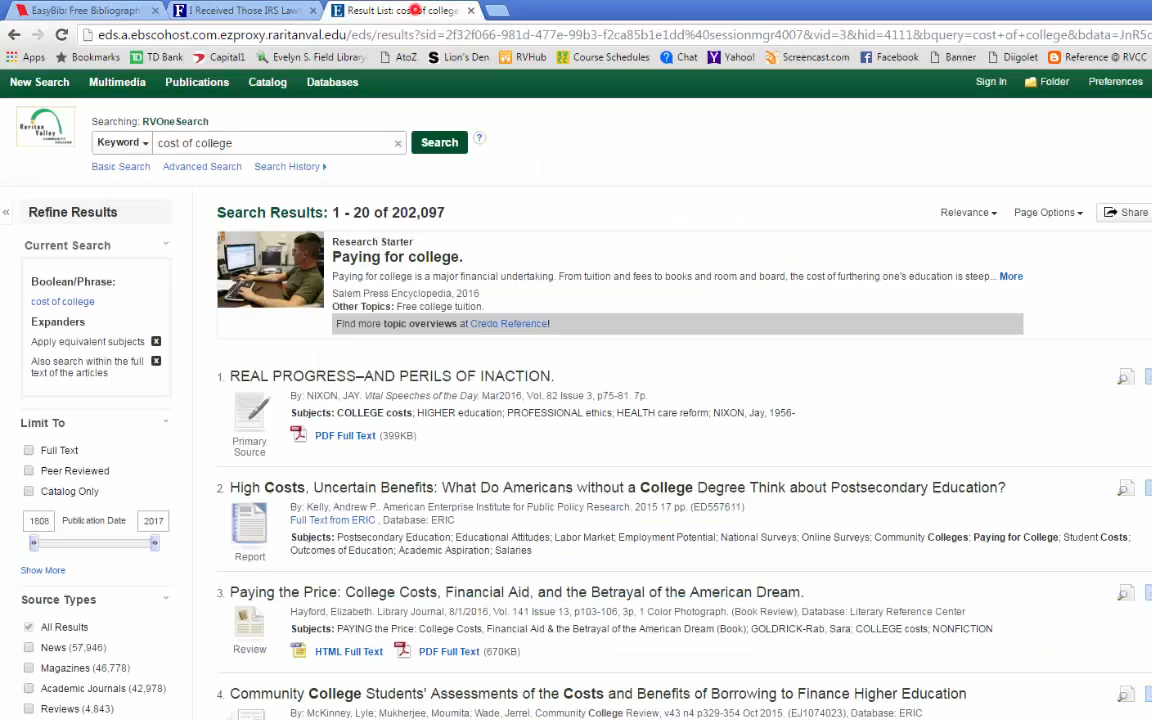 EasyBib: Free Bibliograph × I Received Those IRS Law × Result List: cost of college ×
eds.a.ebscohost.com.ezproxy.raritanval.edu/eds/results?sid=2f32f066-981d-477e-99b3-f2ca85b1e1dd%40sessionmgr4007&vid=3&hid=4111&bquery=cost+of+college&bdata=JnR5c
Apps Bookmarks TD Bank Capital1 Evelyn S. Field Library AtoZ Lion's Den RVHub Course Schedules Chat Yahoo! Screencast.com Facebook Banner Diigolet Reference @ RVCC
New Search Multimedia Publications Catalog Databases Sign In Folder Preferences
Raritan Valley
COMMUNITY COLLEGE
Searching: RVOneSearch
Keyword cost of college × Search ?
Basic Search Advanced Search Search History
« Refine Results
Current Search
Boolean/Phrase:
cost of college
Expanders
Apply equivalent subjects
Also search within the full
text of the articles
Limit To
Full Text
Peer Reviewed
Catalog Only
1808 Publication Date 2017
Show More
Source Types
All Results
News (57,946)
Magazines (46,778)
Academic Journals (42,978)
Reviews (4,843)
Search Results: 1 - 20 of 202,097
Relevance Page Options Share
Research Starter
Paying for college.
Paying for college is a major financial undertaking. From tuition and fees to books and room and board, the cost of furthering one's education is steep... More
Salem Press Encyclopedia, 2016
Other Topics: Free college tuition.
Find more topic overviews at Credo Reference!
1. REAL PROGRESS–AND PERILS OF INACTION.
By: NIXON, JAY. Vital Speeches of the Day. Mar2016, Vol. 82 Issue 3, p75-81. 7p.
Subjects: COLLEGE costs; HIGHER education; PROFESSIONAL ethics; HEALTH care reform; NIXON, Jay, 1956-
PDF Full Text (399KB)
Primary
Source
2. High Costs, Uncertain Benefits: What Do Americans without a College Degree Think about Postsecondary Education?
By: Kelly, Andrew P.. American Enterprise Institute for Public Policy Research. 2015 17 pp. (ED557611)
Full Text from ERIC , Database: ERIC
Subjects: Postsecondary Education; Educational Attitudes; Labor Market; Employment Potential; National Surveys; Online Surveys; Community Colleges; Paying for College; Student Costs;
Outcomes of Education; Academic Aspiration; Salaries
Report
3. Paying the Price: College Costs, Financial Aid, and the Betrayal of the American Dream.
Hayford, Elizabeth. Library Journal, 8/1/2016, Vol. 141 Issue 13, p103-106, 3p, 1 Color Photograph. (Book Review), Database: Literary Reference Center
Subjects: PAYING the Price: College Costs, Financial Aid & the Betrayal of the American Dream (Book); GOLDRICK-Rab, Sara; COLLEGE costs; NONFICTION
Review
HTML Full Text PDF Full Text (670KB)
4. Community College Students' Assessments of the Costs and Benefits of Borrowing to Finance Higher Education
By: McKinney, Lyle; Mukherjee, Moumita; Wade, Jerrel. Community College Review, v43 n4 p329-354 Oct 2015. (EJ1074023), Database: ERIC